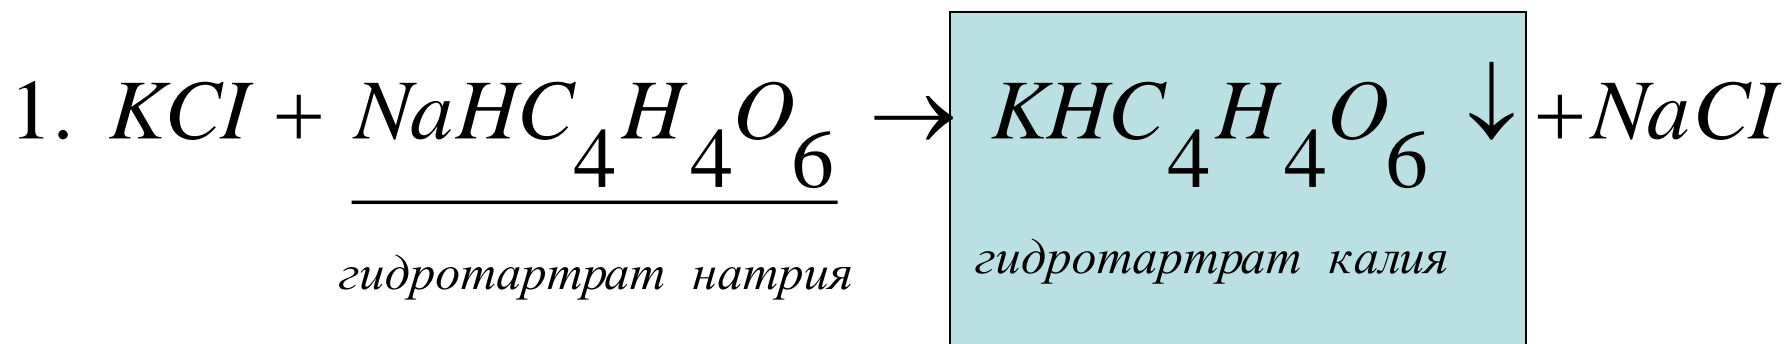 1. KCI + NaHC₄H₄O₆ → KHC₄H₄O₆ ↓ +NaCI
гидротартрат натрия гидротартрат калия